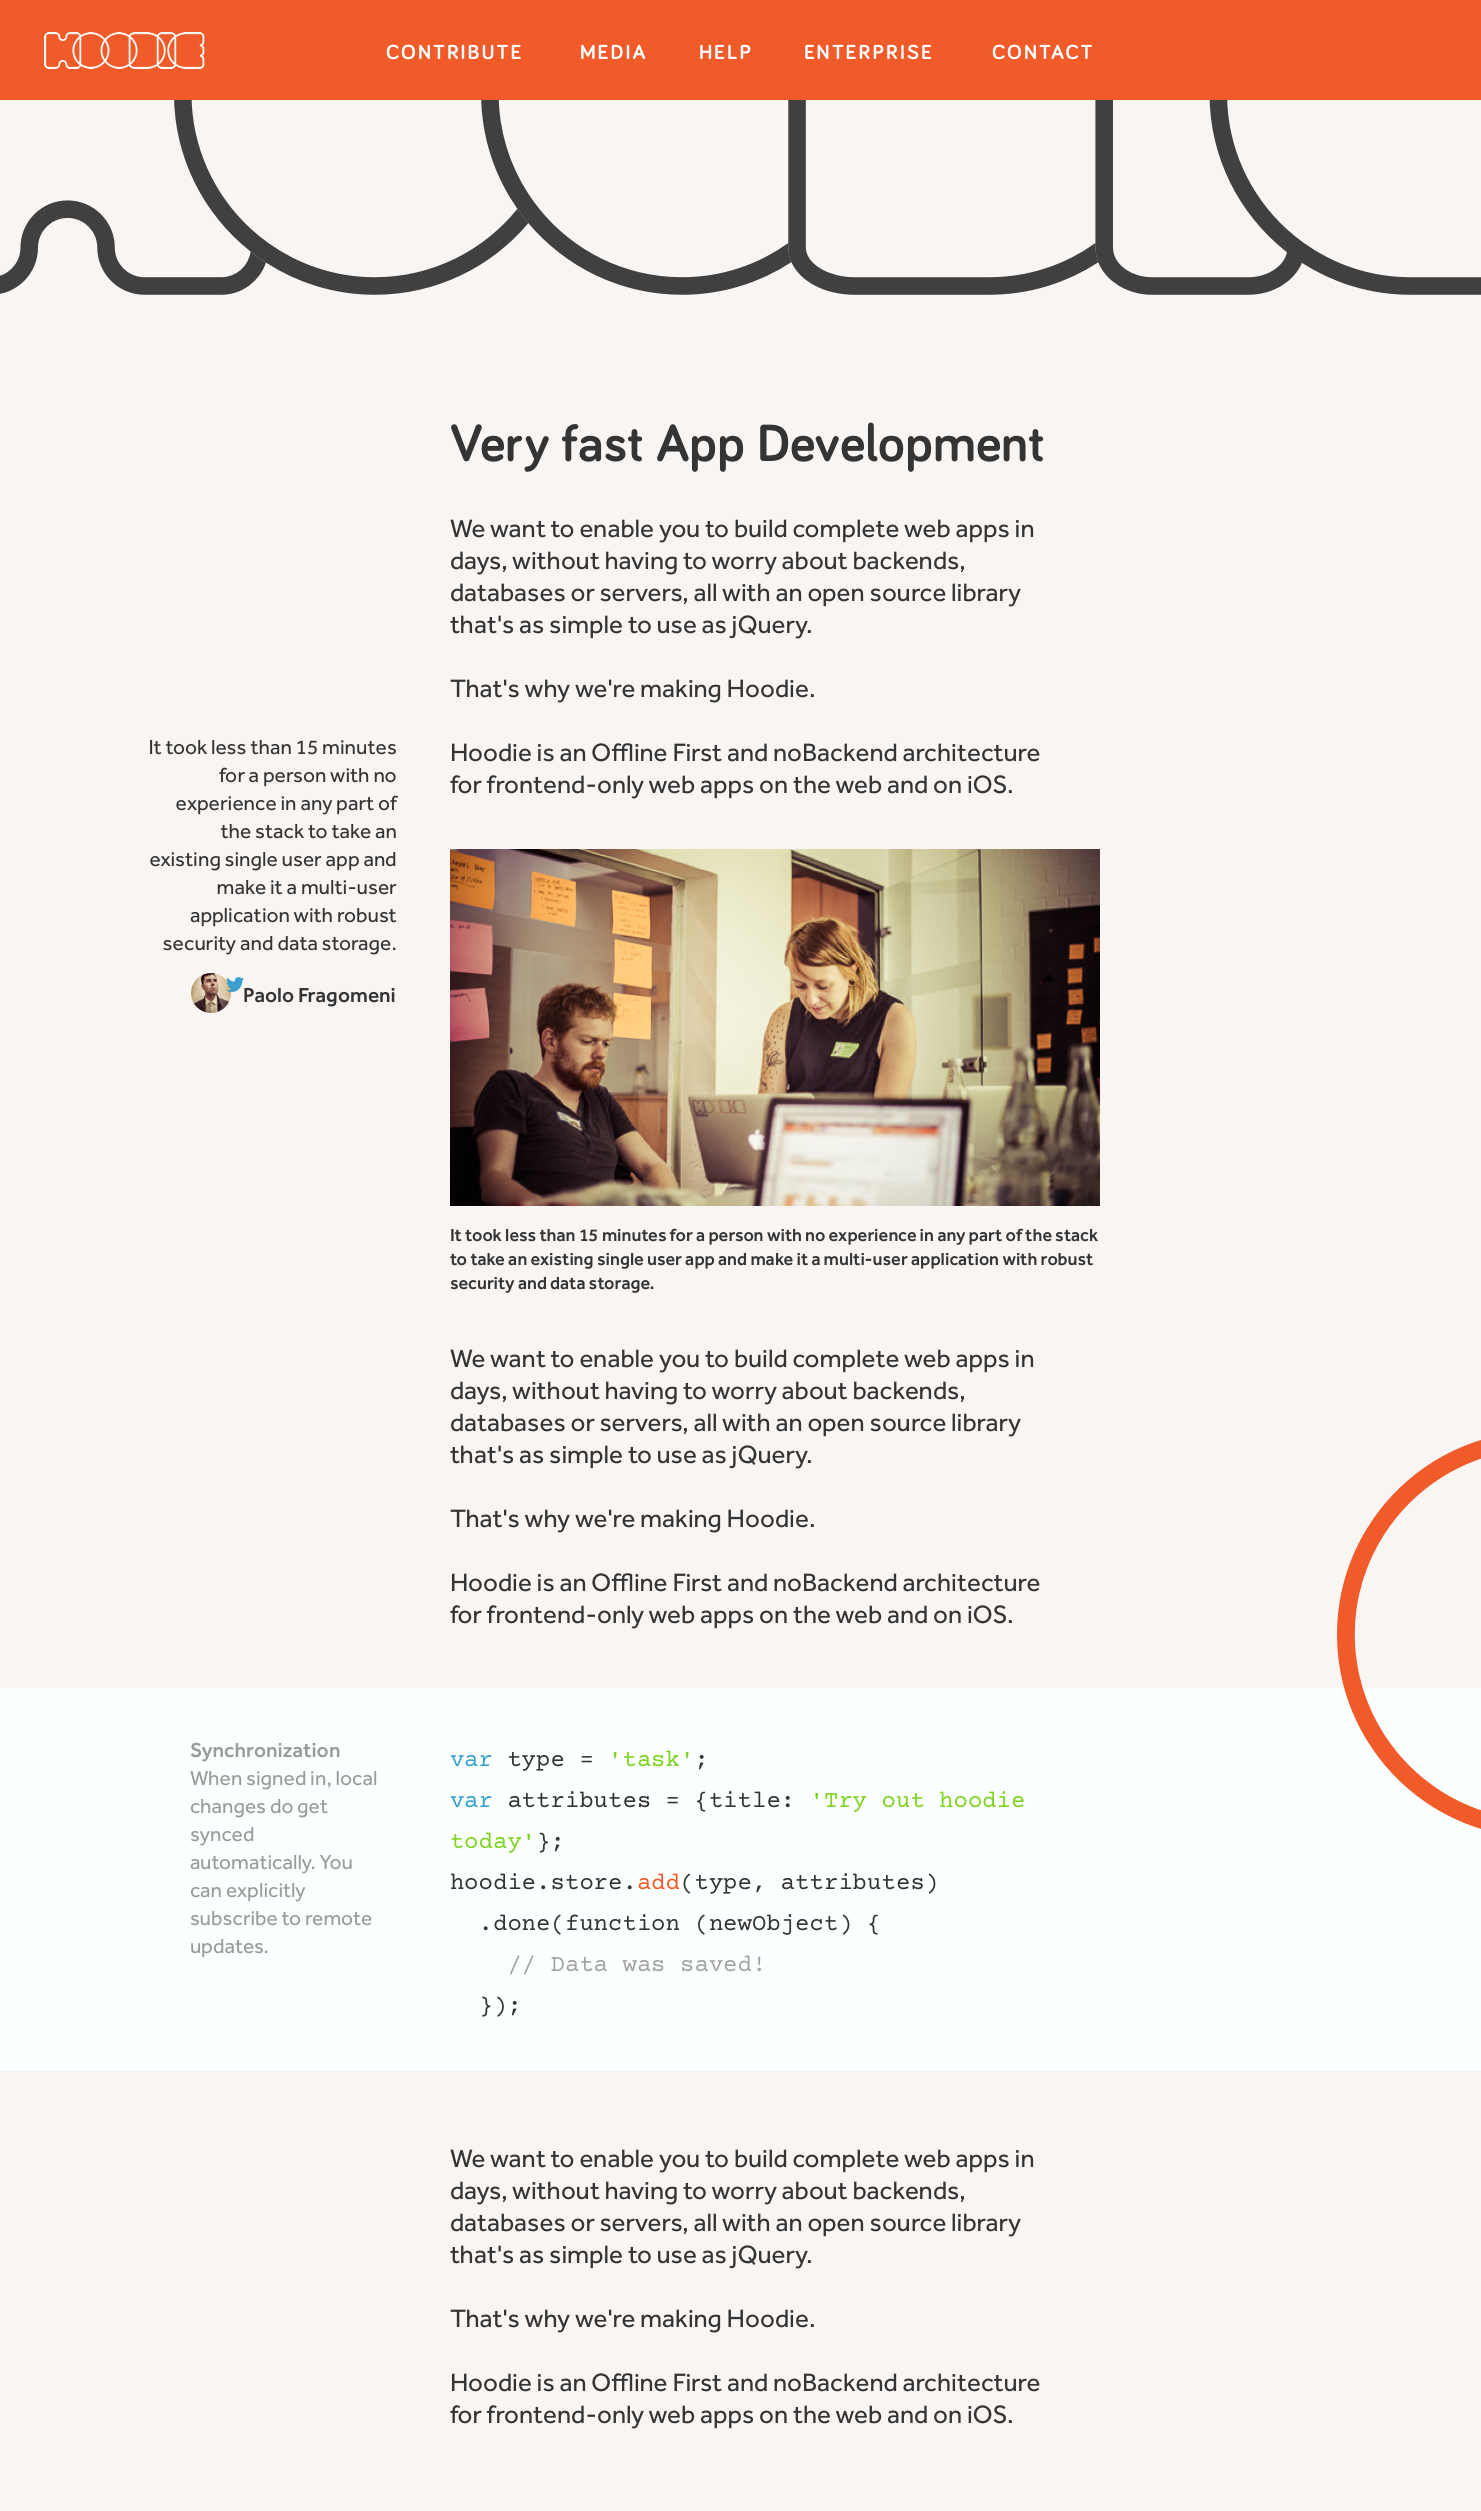 HOODIE
CONTRIBUTE MEDIA HELP ENTERPRISE CONTACT
Very fast App Development
We want to enable you to build complete web apps in
days, without having to worry about backends,
databases or servers, all with an open source library
that's as simple to use as jQuery.
That's why we're making Hoodie.
Hoodie is an Offline First and noBackend architecture
for frontend-only web apps on the web and on iOS.
It took less than 15 minutes
for a person with no
experience in any part of
the stack to take an
existing single user app and
make it a multi-user
application with robust
security and data storage.
Paolo Fragomeni
HOODIE
It took less than 15 minutes for a person with no experience in any part of the stack
to take an existing single user app and make it a multi-user application with robust
security and data storage.
We want to enable you to build complete web apps in
days, without having to worry about backends,
databases or servers, all with an open source library
that's as simple to use as jQuery.
That's why we're making Hoodie.
Hoodie is an Offline First and noBackend architecture
for frontend-only web apps on the web and on iOS.
Synchronization
When signed in, local
changes do get
synced
automatically. You
can explicitly
subscribe to remote
updates.
var type = 'task';
var attributes = {title: 'Try out hoodie
today'};
hoodie.store.add(type, attributes)
  .done(function (newObject) {
    // Data was saved!
  });
We want to enable you to build complete web apps in
days, without having to worry about backends,
databases or servers, all with an open source library
that's as simple to use as jQuery.
That's why we're making Hoodie.
Hoodie is an Offline First and noBackend architecture
for frontend-only web apps on the web and on iOS.